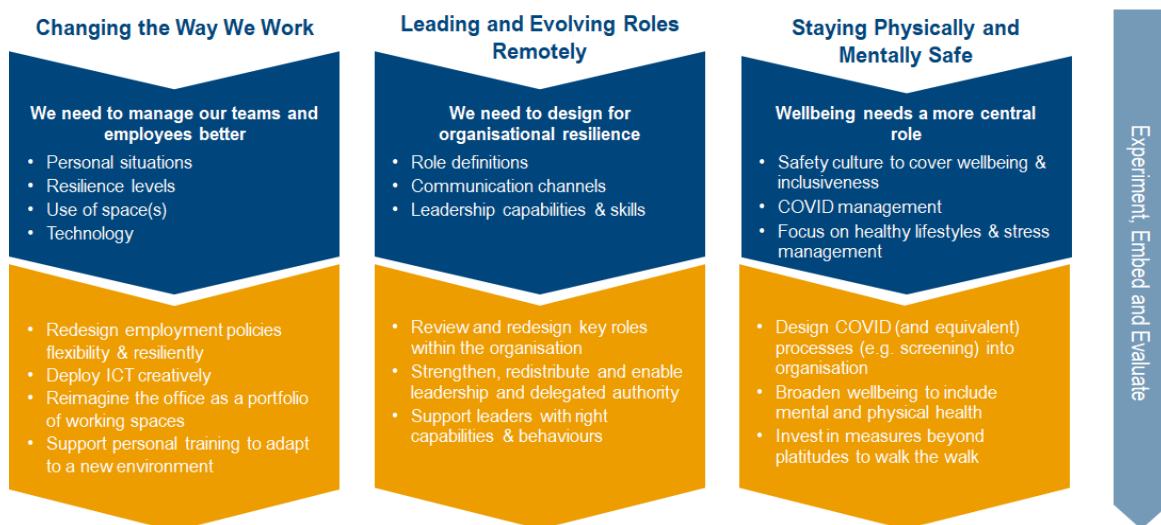 Changing the Way We Work
We need to manage our teams and
employees better
• Personal situations
• Resilience levels
• Use of space(s)
• Technology
• Redesign employment policies
flexibility & resiliently
• Deploy ICT creatively
• Reimagine the office as a portfolio
of working spaces
• Support personal training to adapt
to a new environment
Leading and Evolving Roles
Remotely
We need to design for
organisational resilience
• Role definitions
• Communication channels
• Leadership capabilities & skills
• Review and redesign key roles
within the organisation
• Strengthen, redistribute and enable
leadership and delegated authority
• Support leaders with right
capabilities & behaviours
Staying Physically and
Mentally Safe
Wellbeing needs a more central
role
• Safety culture to cover wellbeing &
inclusiveness
• COVID management
• Focus on healthy lifestyles & stress
management
• Design COVID (and equivalent)
processes (e.g. screening) into
organisation
• Broaden wellbeing to include
mental and physical health
• Invest in measures beyond
platitudes to walk the walk
Experiment, Embed and Evaluate